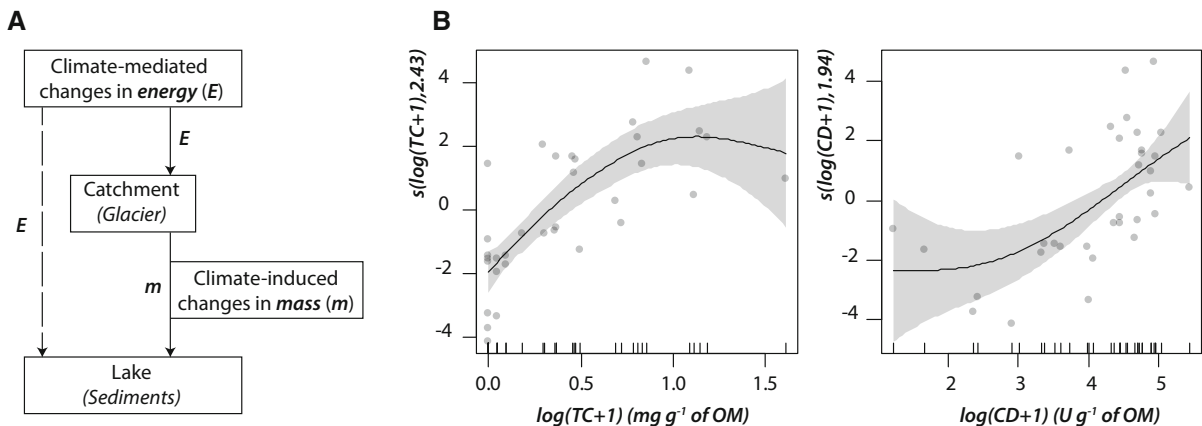 A
Climate-mediated
changes in energy (E)
E
Catchment
(Glacier)
E
m
Climate-induced
changes in mass (m)
Lake
(Sediments)
B
s(log(TC+1),2.43)
4
2
0
-2
-4
0.0
0.5
1.0
1.5
log(TC+1) (mg g⁻¹ of OM)
s(log(CD+1),1.94)
4
2
0
-2
-4
2
3
4
5
log(CD+1) (U g⁻¹ of OM)